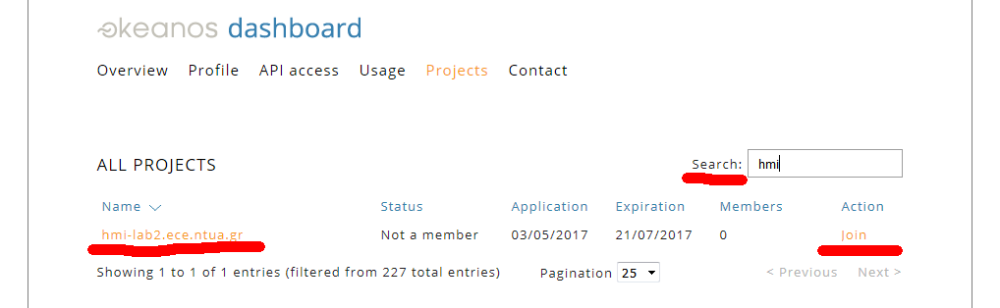 okeanos dashboard
Overview Profile API access Usage Projects Contact
ALL PROJECTS Search: hmi
Name Status Application Expiration Members Action
hmi-lab2.ece.ntua.gr Not a member 03/05/2017 21/07/2017 0 Join
Showing 1 to 1 of 1 entries (filtered from 227 total entries) Pagination 25 < Previous Next >